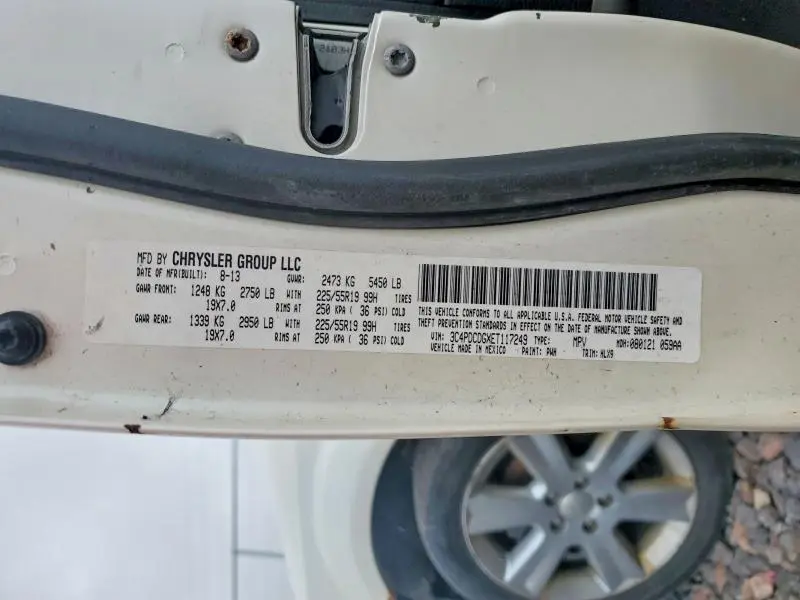 MFD BY CHRYSLER GROUP LLC
DATE OF MFR(BUILT): 8-13 GVWR: 2473 KG 5450 LB
GAWR FRONT: 1248 KG 2750 LB WITH 225/55R19 99H TIRES
19X7.0 RIMS AT 250 KPA ( 36 PSI) COLD
GAWR REAR: 1339 KG 2950 LB WITH 225/55R19 99H TIRES
19X7.0 RIMS AT 250 KPA ( 36 PSI) COLD
THIS VEHICLE CONFORMS TO ALL APPLICABLE U.S.A. FEDERAL MOTOR VEHICLE SAFETY AND
THEFT PREVENTION STANDARDS IN EFFECT ON THE DATE OF MANUFACTURE SHOWN ABOVE.
VIN: 3C4PDCDGXET117249 TYPE: MPV MDH:080121 059AA
VEHICLE MADE IN MEXICO PAINT: PWH TRIM: HLX9